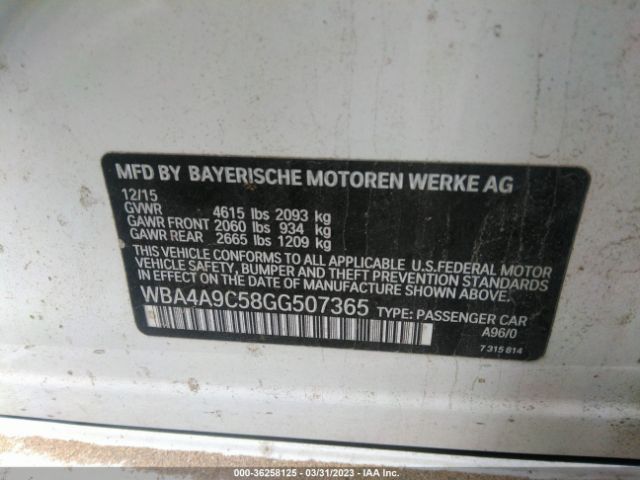 MFD BY BAYERISCHE MOTOREN WERKE AG
12/15
GVWR 4615 lbs 2093 kg
GAWR FRONT 2060 lbs 934 kg
GAWR REAR 2665 lbs 1209 kg
THIS VEHICLE CONFORMS TO ALL APPLICABLE U.S. FEDERAL MOTOR
VEHICLE SAFETY, BUMPER AND THEFT PREVENTION STANDARDS
IN EFFECT ON THE DATE OF MANUFACTURE SHOWN ABOVE.
WBA4A9C58GG507365 TYPE: PASSENGER CAR
A96/0
7 315 814
000-36258125 - 03/31/2023 - IAA Inc.